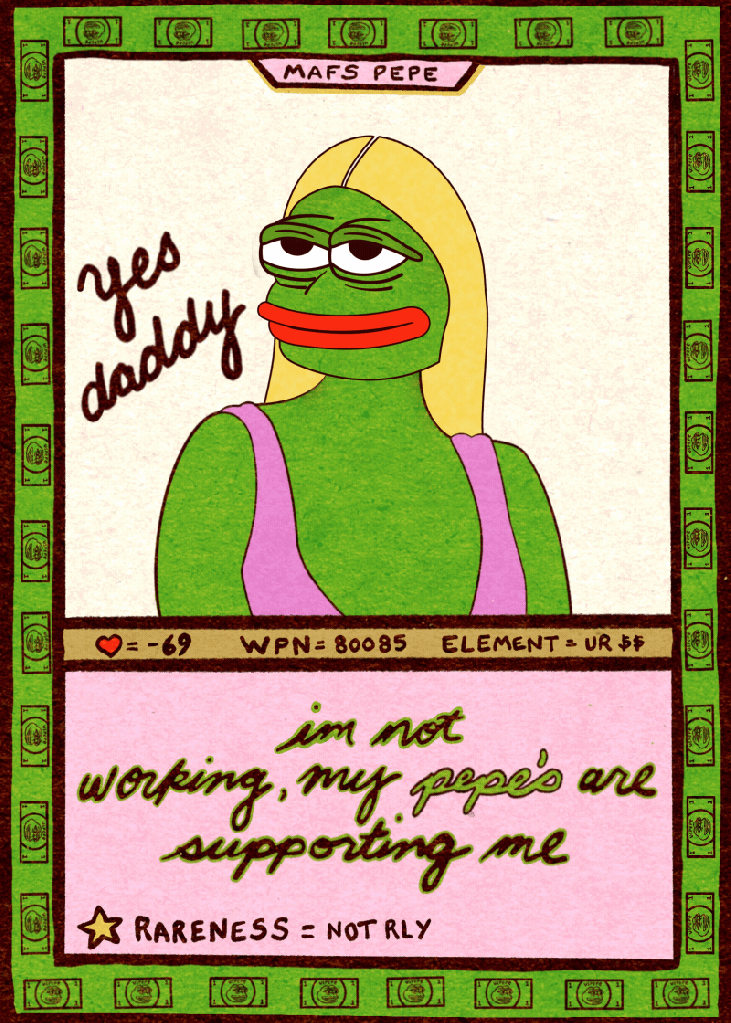 MAFS PEPE
yes
daddy
❤=-69 WPN=80085 ELEMENT=UR $$
im not
working, my pepe's are
supporting me
RARENESS = NOT RLY